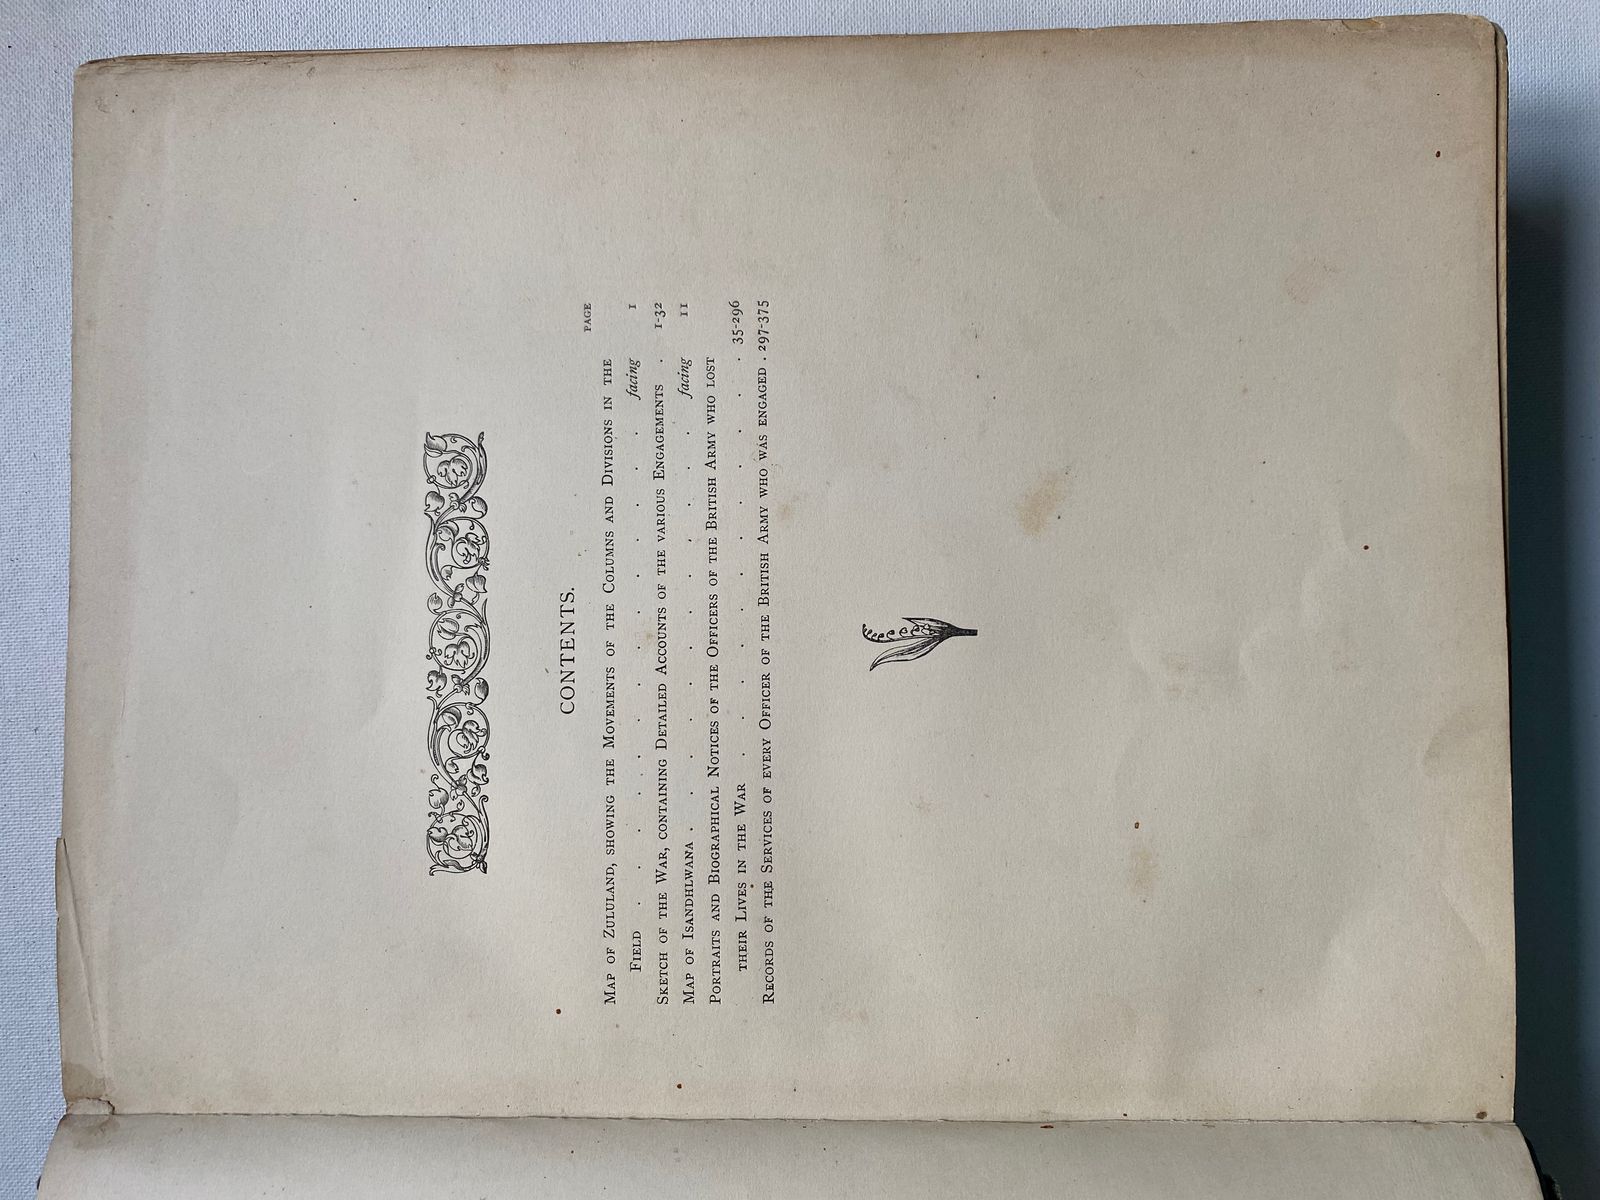 CONTENTS.
PAGE
MAP OF ZULULAND, SHOWING THE MOVEMENTS OF THE COLUMNS AND DIVISIONS IN THE
FIELD . . . . . . . . . . facing 1
SKETCH OF THE WAR, CONTAINING DETAILED ACCOUNTS OF THE VARIOUS ENGAGEMENTS . 1-32
MAP OF ISANDHLWANA . . . . . . . . . facing 11
PORTRAITS AND BIOGRAPHICAL NOTICES OF THE OFFICERS OF THE BRITISH ARMY WHO LOST
THEIR LIVES IN THE WAR . . . . . . . . . . . . 35-296
RECORDS OF THE SERVICES OF EVERY OFFICER OF THE BRITISH ARMY WHO WAS ENGAGED . 297-375